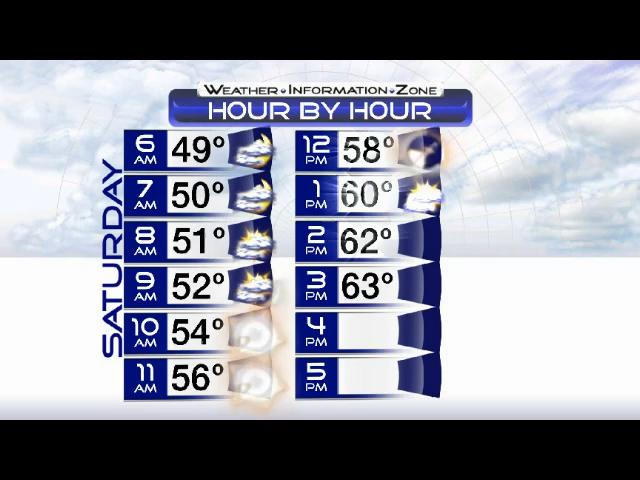 WEATHER • INFORMATION • ZONE
HOUR BY HOUR
SATURDAY
6 AM 49°
7 AM 50°
8 AM 51°
9 AM 52°
10 AM 54°
11 AM 56°
12 PM 58°
1 PM 60°
2 PM 62°
3 PM 63°
4 PM
5 PM